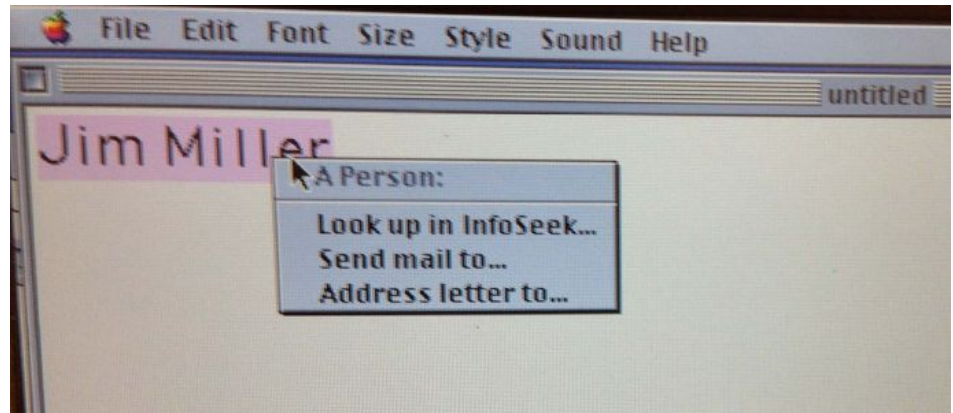 File Edit Font Size Style Sound Help
untitled
Jim Miller
A Person:
Look up in InfoSeek...
Send mail to...
Address letter to...